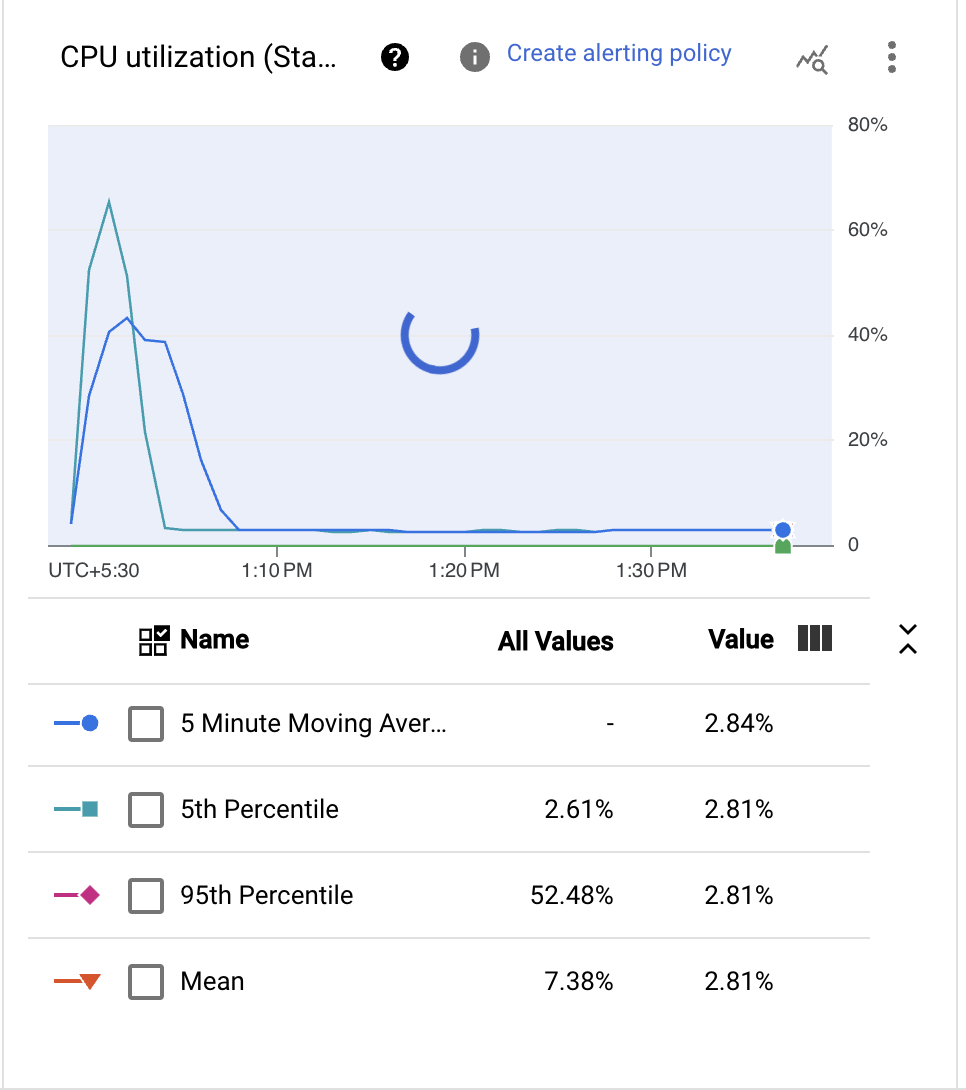 CPU utilization (Sta... ? i Create alerting policy
80%
60%
40%
20%
0
UTC+5:30 1:10 PM 1:20 PM 1:30 PM
Name All Values Value
5 Minute Moving Aver... - 2.84%
5th Percentile 2.61% 2.81%
95th Percentile 52.48% 2.81%
Mean 7.38% 2.81%